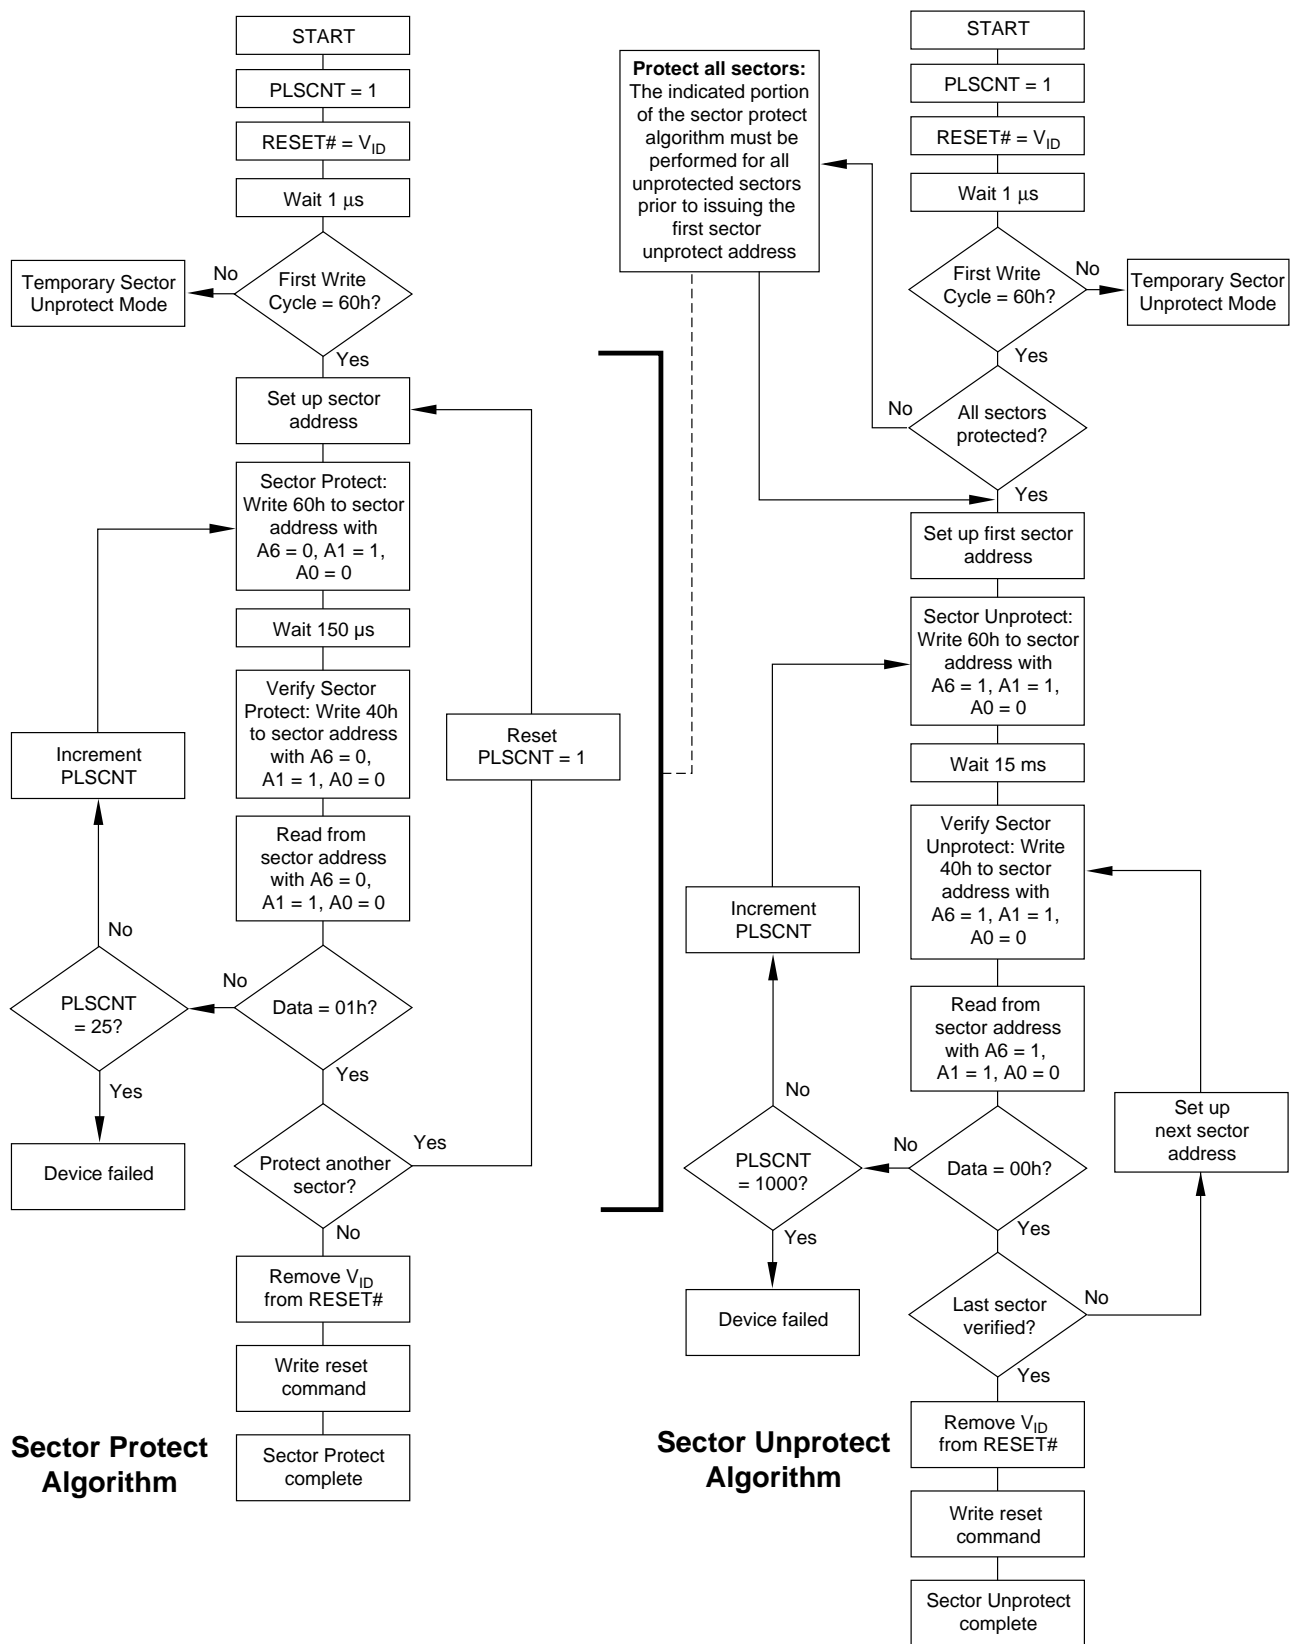 START
PLSCNT = 1
RESET# = VID
Wait 1 μs
First Write
Cycle = 60h?
No
Temporary Sector
Unprotect Mode
Yes
Set up sector
address
Sector Protect:
Write 60h to sector
address with
A6 = 0, A1 = 1,
A0 = 0
Wait 150 µs
Verify Sector
Protect: Write 40h
to sector address
with A6 = 0,
A1 = 1, A0 = 0
Reset
PLSCNT = 1
Increment
PLSCNT
Read from
sector address
with A6 = 0,
A1 = 1, A0 = 0
No
No
PLSCNT
= 25?
Data = 01h?
Yes
Yes
Device failed
Protect another
sector?
Yes
No
Remove VID
from RESET#
Write reset
command
Sector Protect
complete
Sector Protect
Algorithm
Protect all sectors:
The indicated portion
of the sector protect
algorithm must be
performed for all
unprotected sectors
prior to issuing the
first sector
unprotect address
START
PLSCNT = 1
RESET# = VID
Wait 1 μs
First Write
Cycle = 60h?
No
Temporary Sector
Unprotect Mode
Yes
No
All sectors
protected?
Yes
Set up first sector
address
Sector Unprotect:
Write 60h to sector
address with
A6 = 1, A1 = 1,
A0 = 0
Wait 15 ms
Verify Sector
Unprotect: Write
40h to sector
address with
A6 = 1, A1 = 1,
A0 = 0
Increment
PLSCNT
Read from
sector address
with A6 = 1,
A1 = 1, A0 = 0
No
Set up
next sector
address
No
PLSCNT
= 1000?
Data = 00h?
Yes
Yes
Device failed
Last sector
verified?
No
Yes
Remove VID
from RESET#
Write reset
command
Sector Unprotect
complete
Sector Unprotect
Algorithm